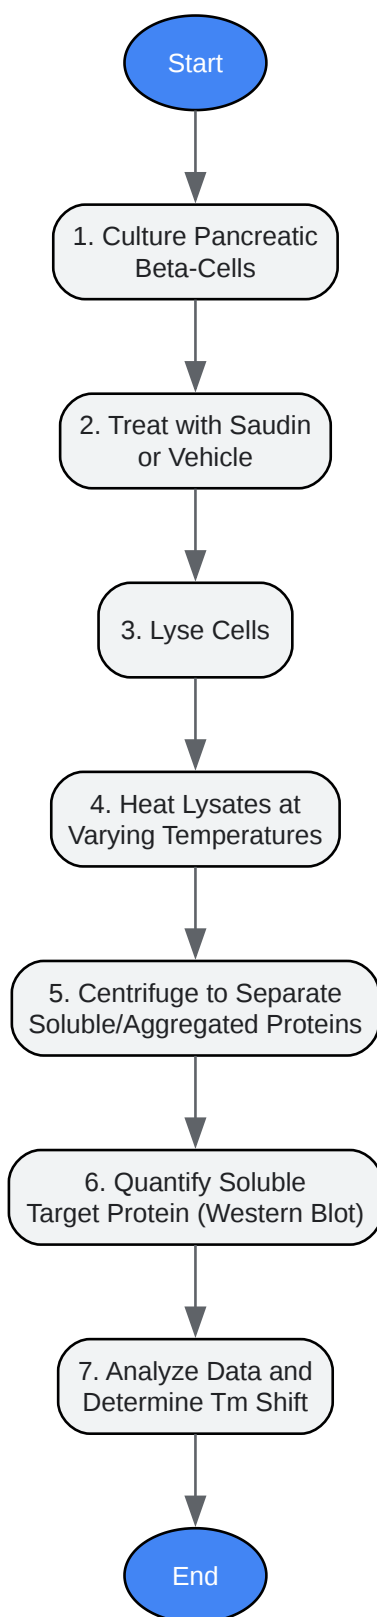 Start
1. Culture Pancreatic
Beta-Cells
2. Treat with Saudin
or Vehicle
3. Lyse Cells
4. Heat Lysates at
Varying Temperatures
5. Centrifuge to Separate
Soluble/Aggregated Proteins
6. Quantify Soluble
Target Protein (Western Blot)
7. Analyze Data and
Determine Tm Shift
End